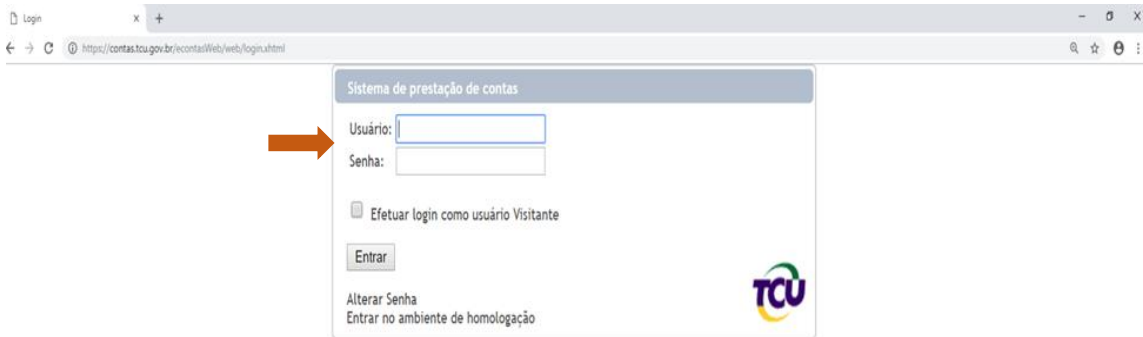 Login
https://contas.tcu.gov.br/econtasWeb/web/login.xhtml
Sistema de prestação de contas
Usuário:
Senha:
Efetuar login como usuário Visitante
Entrar
TCU
Alterar Senha
Entrar no ambiente de homologação